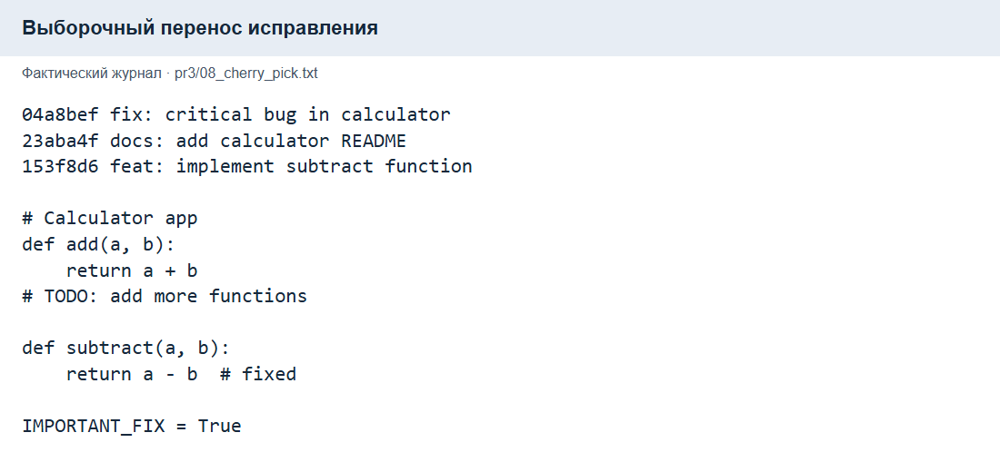 Выборочный перенос исправления
Фактический журнал · pr3/08_cherry_pick.txt
04a8bef fix: critical bug in calculator
23aba4f docs: add calculator README
153f8d6 feat: implement subtract function

# Calculator app
def add(a, b):
    return a + b
# TODO: add more functions

def subtract(a, b):
    return a - b  # fixed

IMPORTANT_FIX = True